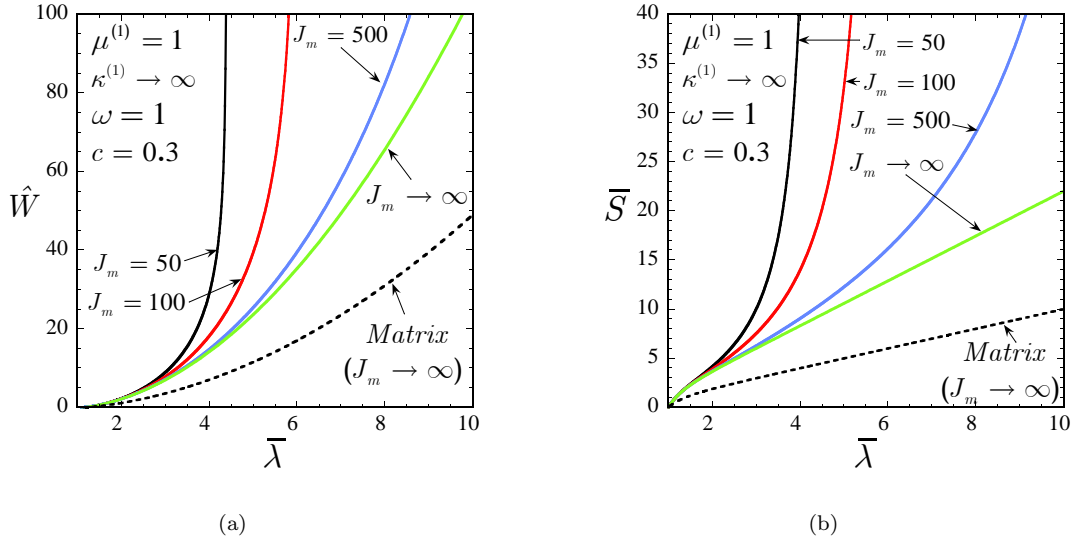 100
80
60
40
20
0
2
4
6
8
10
Ŵ
λ̅
μ⁽¹⁾ = 1
κ⁽¹⁾ → ∞
ω = 1
c = 0.3
J_m = 500
J_m → ∞
J_m = 50
J_m = 100
Matrix
(J_m → ∞)
(a)
40
35
30
25
20
15
10
5
0
2
4
6
8
10
S̅
λ̅
μ⁽¹⁾ = 1
κ⁽¹⁾ → ∞
ω = 1
c = 0.3
J_m = 50
J_m = 100
J_m = 500
J_m → ∞
Matrix
(J_m → ∞)
(b)